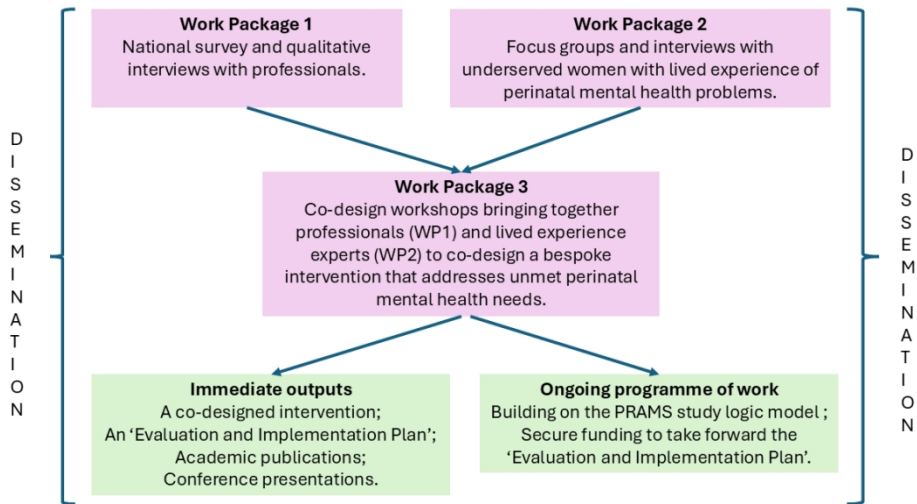 Work Package 1
National survey and qualitative
interviews with professionals.
Work Package 2
Focus groups and interviews with
underserved women with lived experience of
perinatal mental health problems.
DISSEMINATION
Work Package 3
Co-design workshops bringing together
professionals (WP1) and lived experience
experts (WP2) to co-design a bespoke
intervention that addresses unmet perinatal
mental health needs.
DISSEMINATION
Immediate outputs
A co-designed intervention;
An ‘Evaluation and Implementation Plan’;
Academic publications;
Conference presentations.
Ongoing programme of work
Building on the PRAMS study logic model ;
Secure funding to take forward the
‘Evaluation and Implementation Plan’.